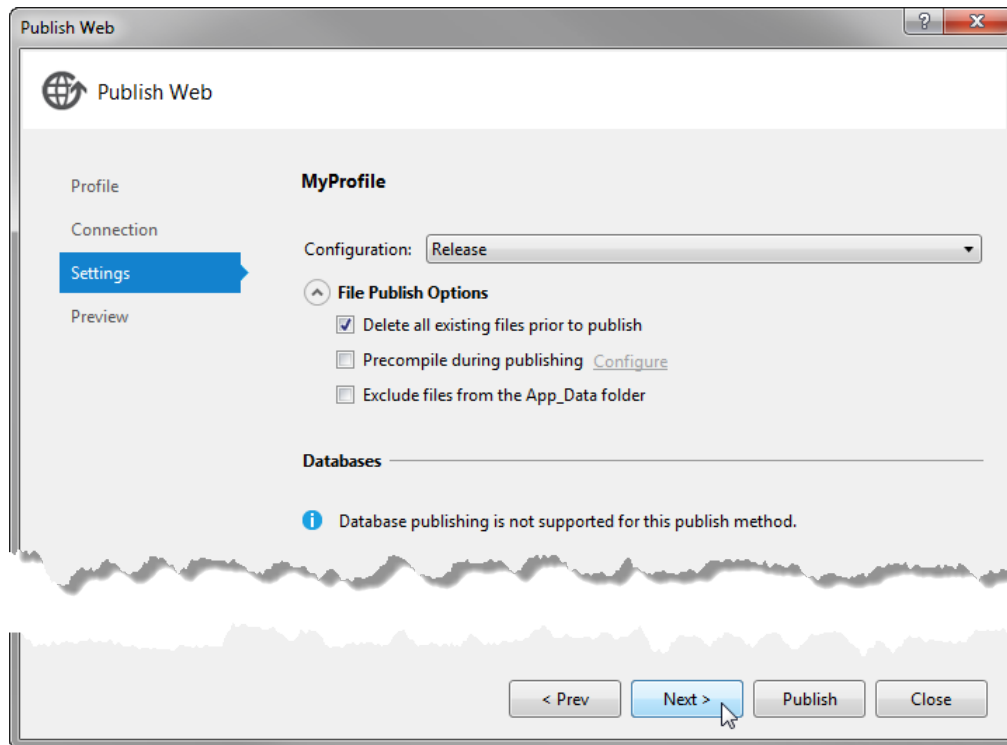 Publish Web
?
X
Publish Web
Profile
Connection
Settings
Preview
MyProfile
Configuration: Release
File Publish Options
Delete all existing files prior to publish
Precompile during publishing Configure
Exclude files from the App_Data folder
Databases
i Database publishing is not supported for this publish method.
< Prev Next > Publish Close